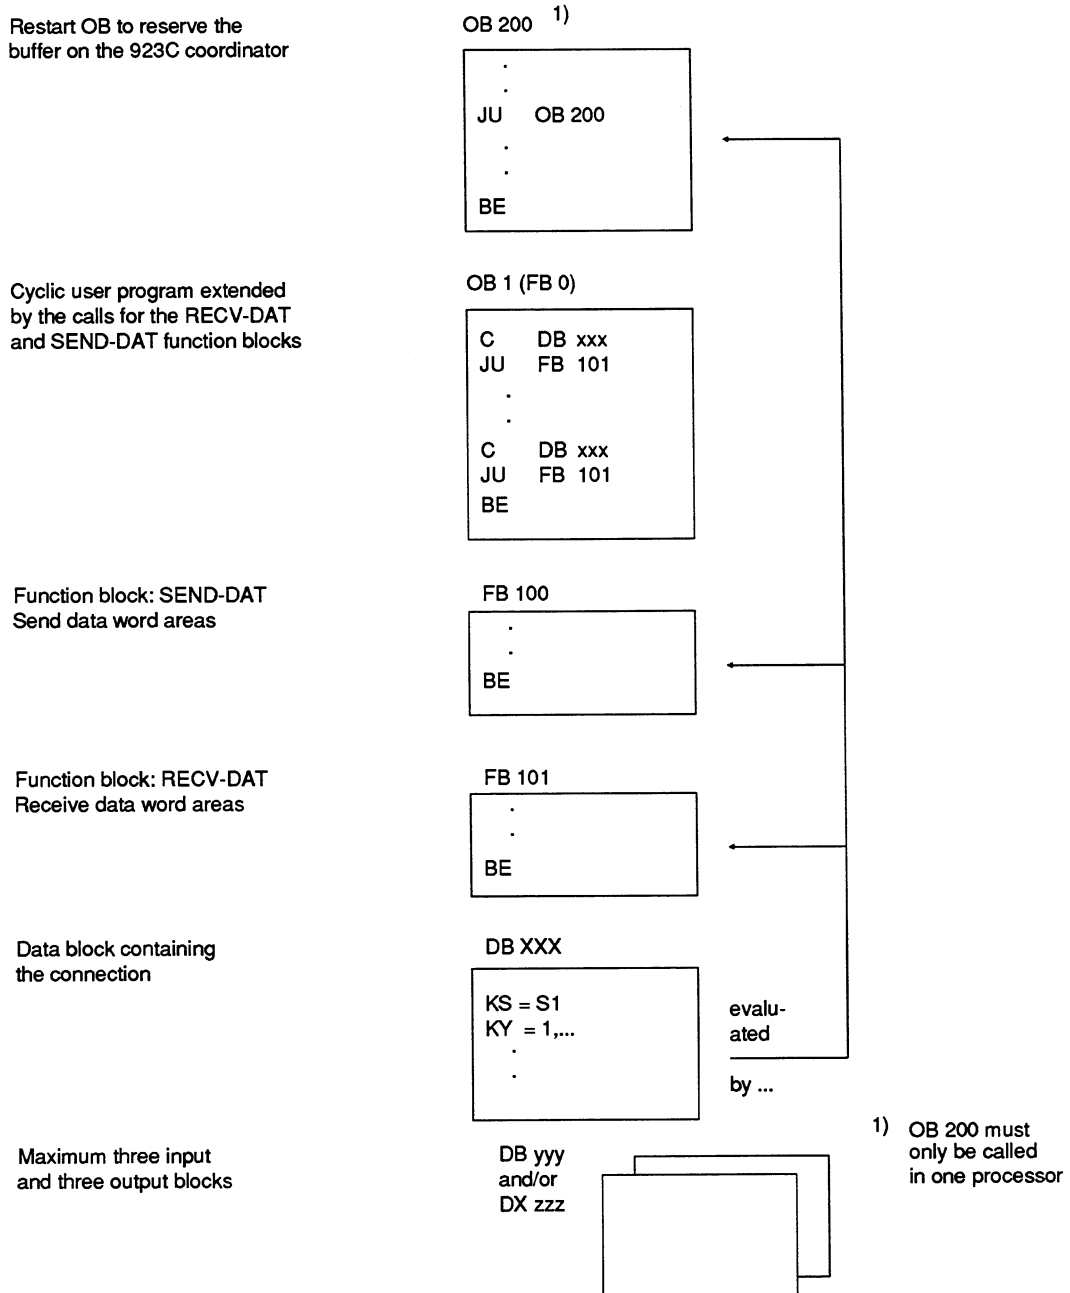 Restart OB to reserve the
buffer on the 923C coordinator
OB 200 1)
JU OB 200
BE
Cyclic user program extended
by the calls for the RECV-DAT
and SEND-DAT function blocks
OB 1 (FB 0)
C DB xxx
JU FB 101
C DB xxx
JU FB 101
BE
Function block: SEND-DAT
Send data word areas
FB 100
BE
Function block: RECV-DAT
Receive data word areas
FB 101
BE
Data block containing
the connection
DB XXX
KS = S1
KY = 1,...
evalu-
ated
by ...
Maximum three input
and three output blocks
DB yyy
and/or
DX zzz
1) OB 200 must
only be called
in one processor